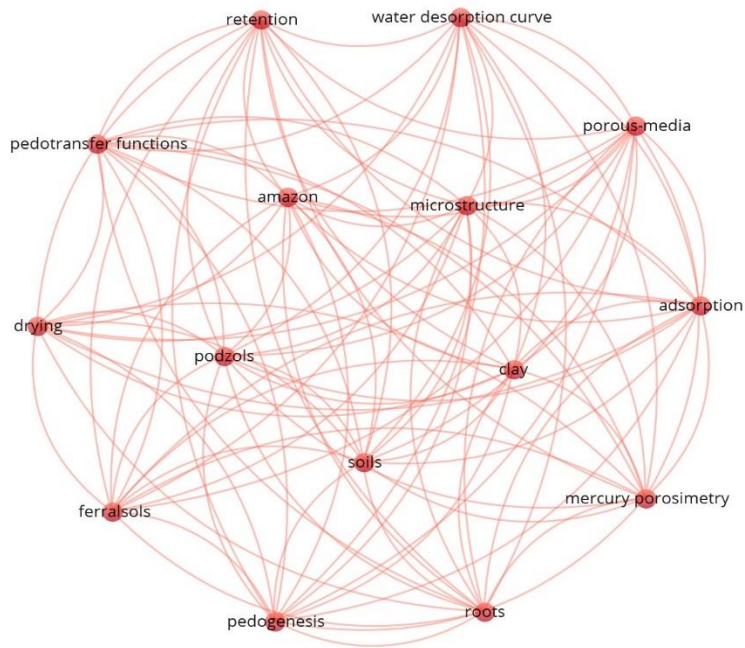 retention
water desorption curve
porous-media
pedotransfer functions
amazon
microstructure
adsorption
drying
podzols
clay
soils
mercury porosimetry
ferralsols
roots
pedogenesis